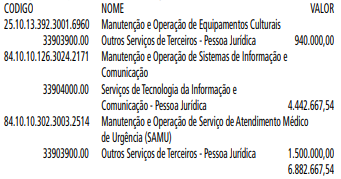 CODIGO NOME VALOR
25.10.13.392.3001.6960 Manutenção e Operação de Equipamentos Culturais
33903900.00 Outros Serviços de Terceiros - Pessoa Jurídica 940.000,00
84.10.10.126.3024.2171 Manutenção e Operação de Sistemas de Informação e
Comunicação
33904000.00 Serviços de Tecnologia da Informação e
Comunicação - Pessoa Jurídica 4.442.667,54
84.10.10.302.3003.2514 Manutenção e Operação de Serviço de Atendimento Médico
de Urgência (SAMU)
33903900.00 Outros Serviços de Terceiros - Pessoa Jurídica 1.500.000,00
6.882.667,54